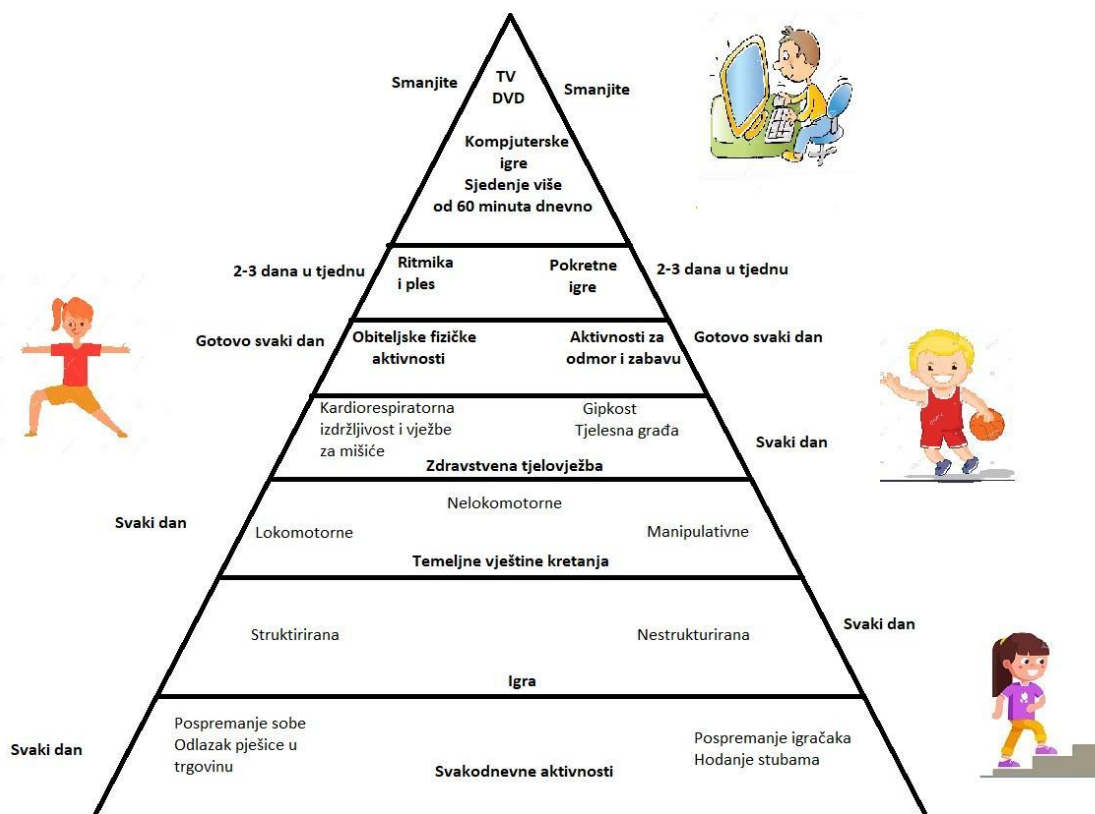 Smanjite
TV
DVD
Smanjite
Kompjuterske
igre
Sjedenje više
od 60 minuta dnevno
2-3 dana u tjednu
Ritmika
i ples
Pokretne
igre
2-3 dana u tjednu
Gotovo svaki dan
Obiteljske fizičke
aktivnosti
Aktivnosti za
odmor i zabavu
Gotovo svaki dan
Kardiorespiratorna
izdržljivost i vježbe
za mišiće
Gipkost
Tjelesna građa
Svaki dan
Zdravstvena tjelovježba
Svaki dan
Nelokomotorne
Lokomotorne
Manipulativne
Temeljne vještine kretanja
Struktirirana
Nestrukturirana
Svaki dan
Igra
Svaki dan
Pospremanje sobe
Odlazak pješice u
trgovinu
Pospremanje igračaka
Hodanje stubama
Svakodnevne aktivnosti